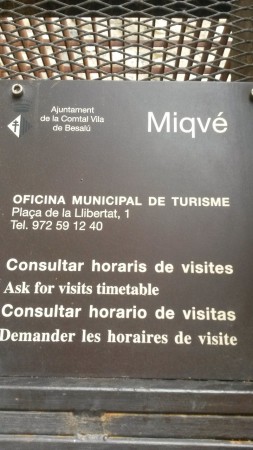 Ajuntament
de la Comtal Vila
de Besalú
Miqvé
OFICINA MUNICIPAL DE TURISME
Plaça de la Llibertat, 1
Tel. 972 59 12 40
Consultar horaris de visites
Ask for visits timetable
Consultar horario de visitas
Demander les horaires de visite